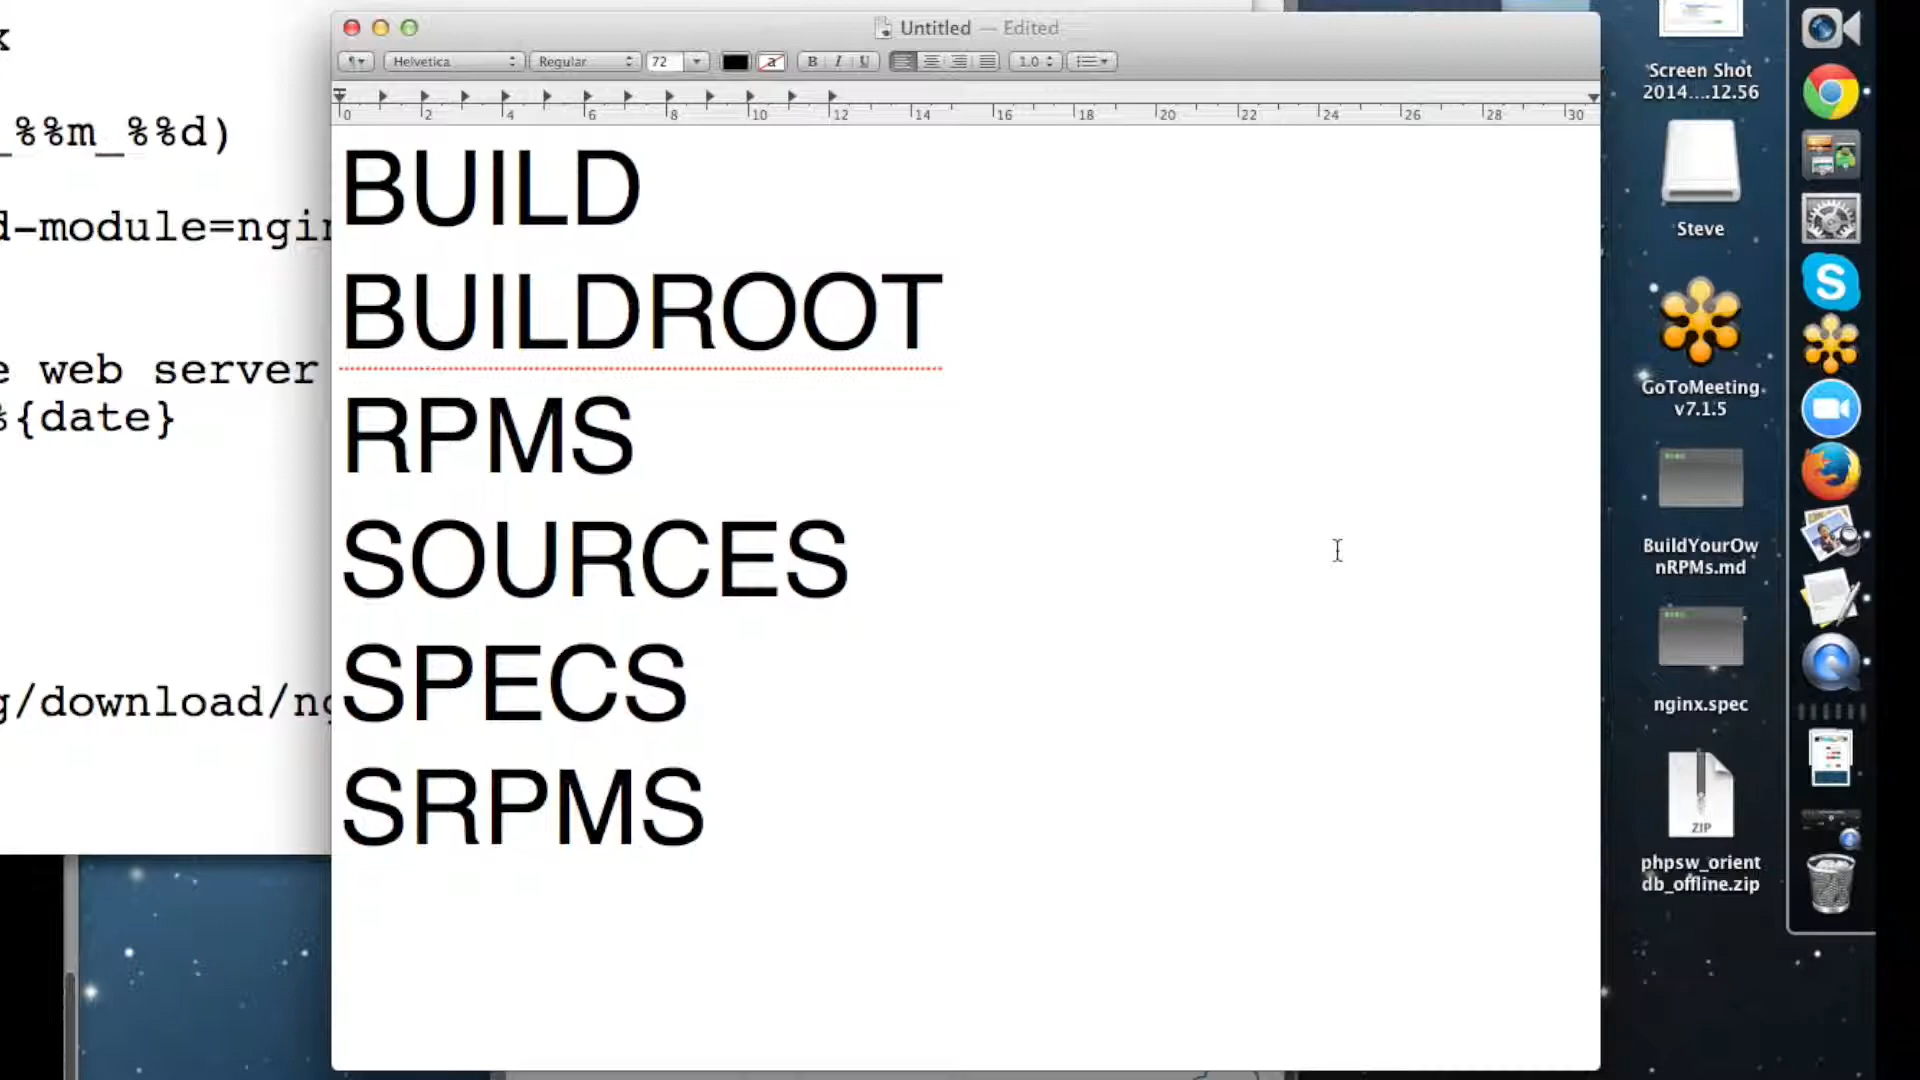 Untitled — Edited
Helvetica Regular 72 a B I U 1.0
0 2 4 6 8 10 12 14 16 18 20 22 24 26 28 30
BUILD
BUILDROOT
RPMS
SOURCES
SPECS
SRPMS
x
_%%m_%%d)
d-module=ngin
e web server
%{date}
g/download/ng
Screen Shot
2014....12.56
Steve
GoToMeeting
v7.1.5
BuildYourOw
nRPMs.md
nginx.spec
ZIP
phpsw_orient
db_offline.zip
S